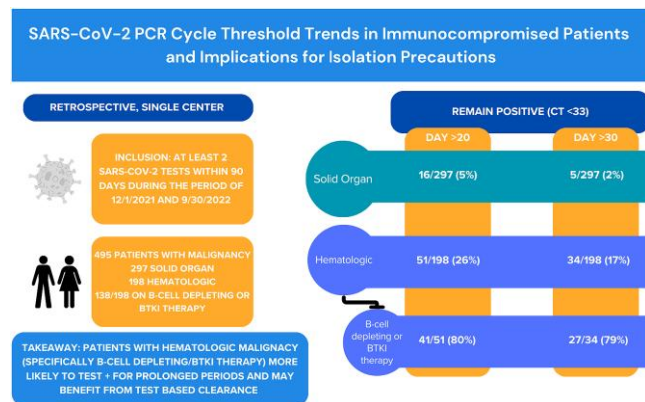 SARS-CoV-2 PCR Cycle Threshold Trends in Immunocompromised Patients
and Implications for Isolation Precautions
RETROSPECTIVE, SINGLE CENTER
INCLUSION: AT LEAST 2
SARS-COV-2 TESTS WITHIN 90
DAYS DURING THE PERIOD OF
12/1/2021 AND 9/30/2022
495 PATIENTS WITH MALIGNANCY
297 SOLID ORGAN
198 HEMATOLOGIC
138/198 ON B-CELL DEPLETING OR
BTKI THERAPY
TAKEAWAY: PATIENTS WITH HEMATOLOGIC MALIGNANCY
(SPECIFICALLY B-CELL DEPLETING/BTKI THERAPY) MORE
LIKELY TO TEST + FOR PROLONGED PERIODS AND MAY
BENEFIT FROM TEST BASED CLEARANCE
REMAIN POSITIVE (CT <33)
DAY >20 DAY >30
Solid Organ 16/297 (5%) 5/297 (2%)
Hematologic 51/198 (26%) 34/198 (17%)
B-cell
depleting or
BTKI
therapy
41/51 (80%) 27/34 (79%)